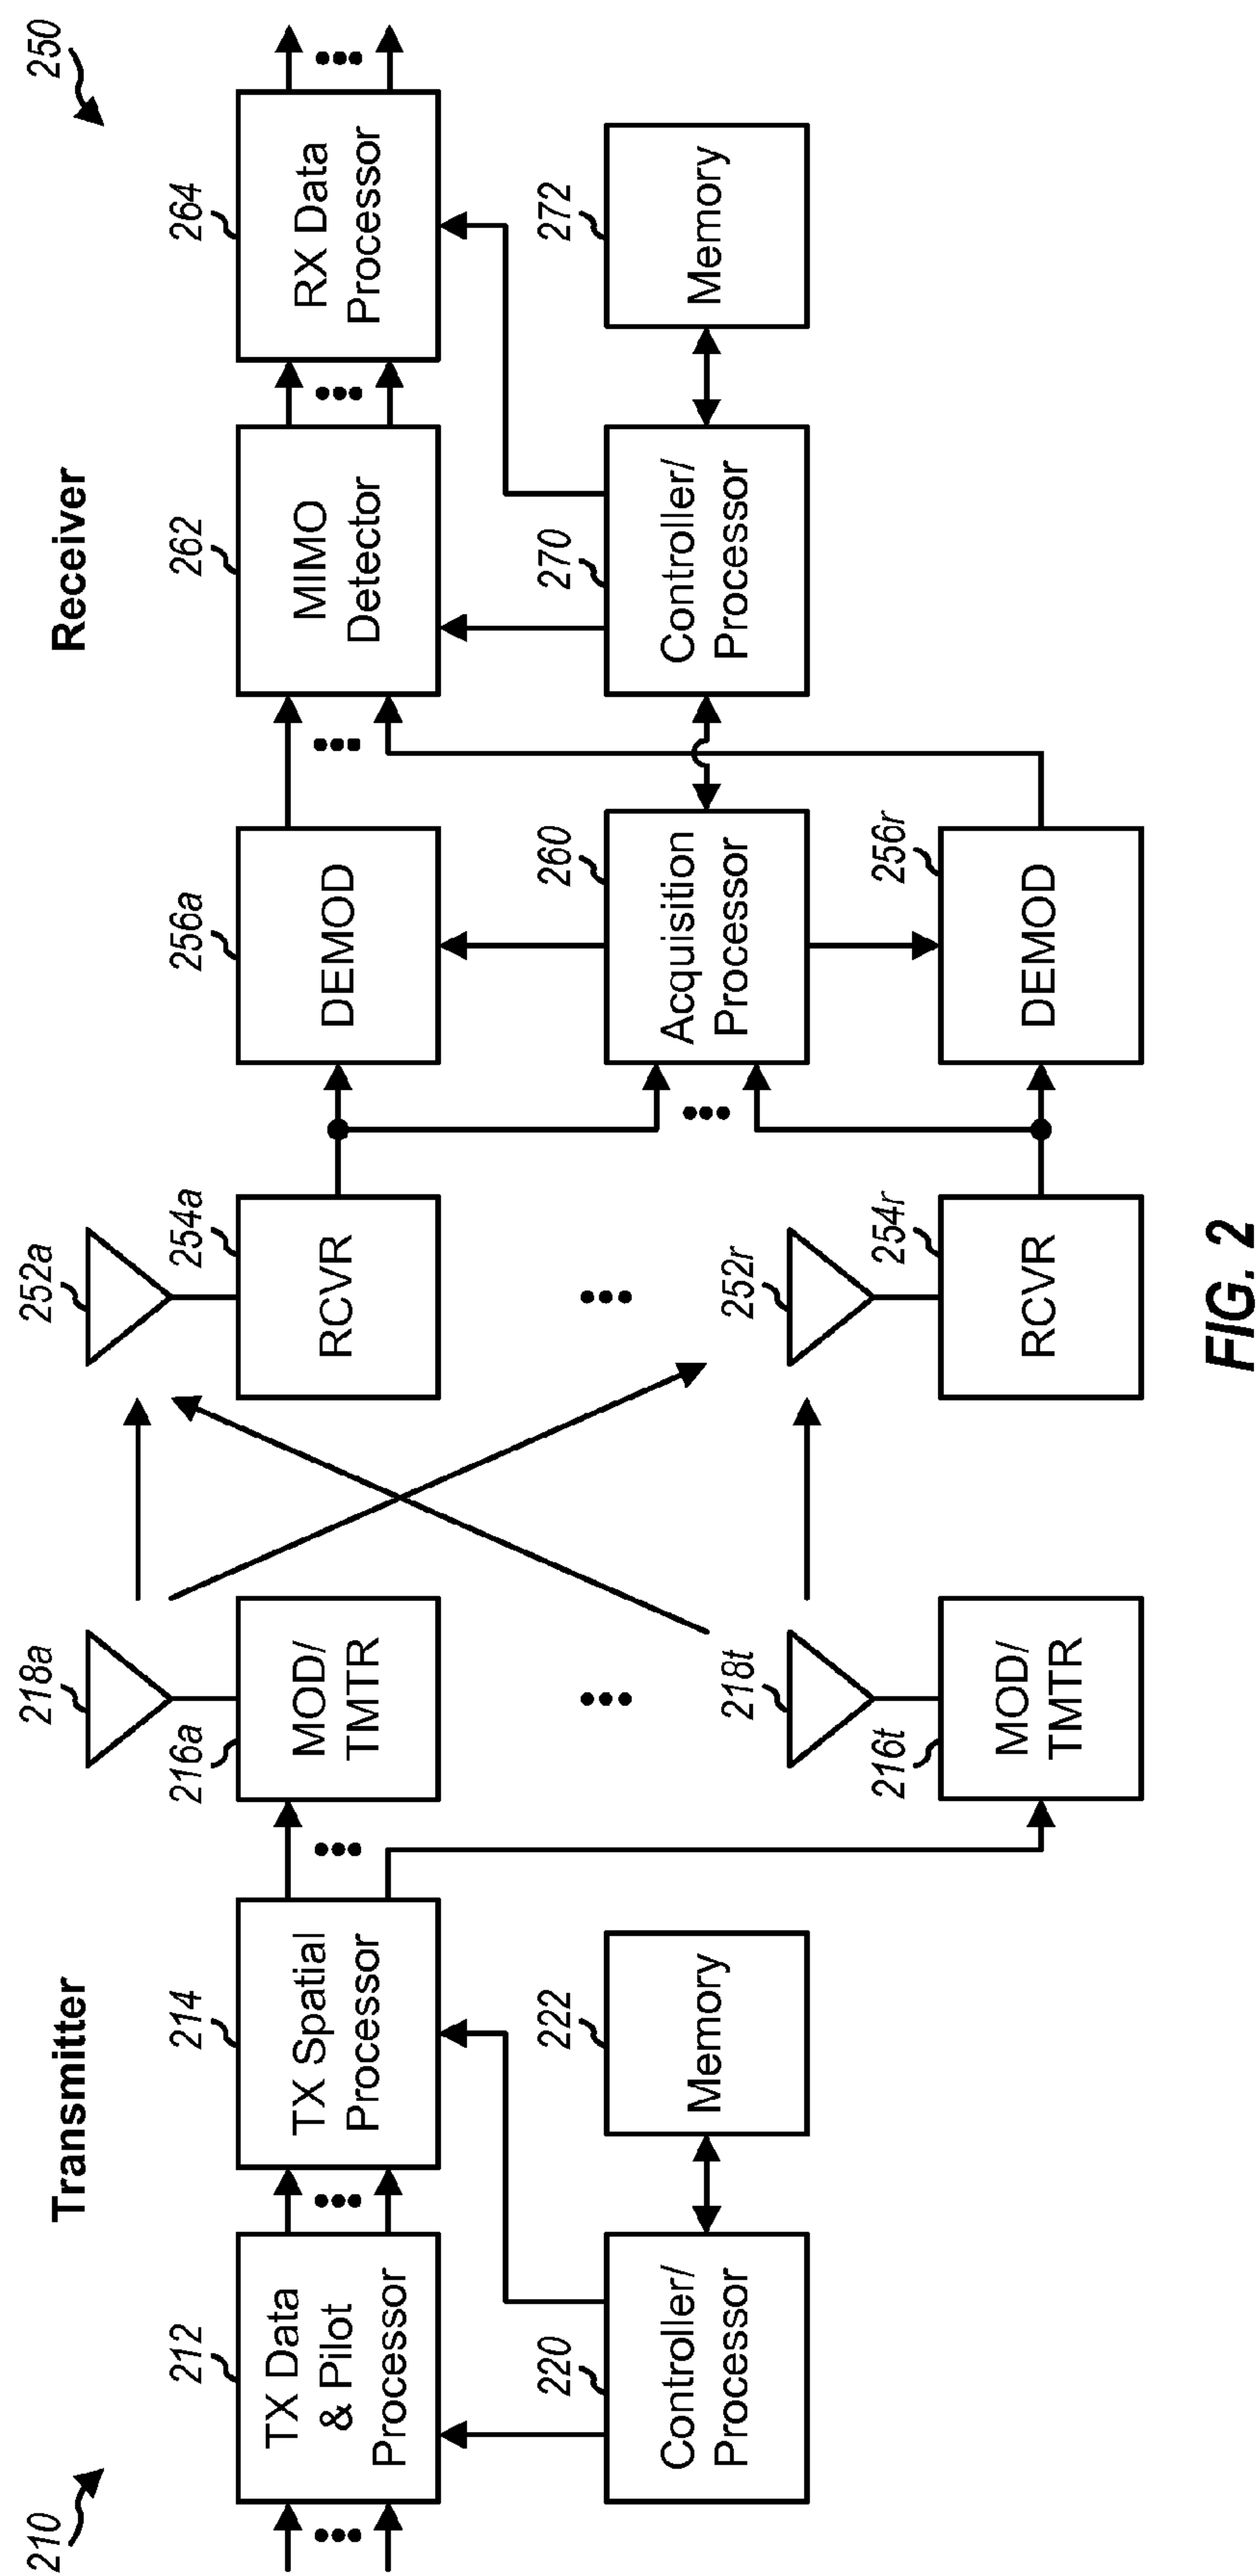 Transmitter
Receiver
210
250
212
TX Data
& Pilot
Processor
214
TX Spatial
Processor
218a
216a
MOD/
TMTR
252a
254a
RCVR
256a
DEMOD
262
MIMO
Detector
264
RX Data
Processor
220
Controller/
Processor
222
Memory
218t
216t
MOD/
TMTR
252r
254r
RCVR
260
Acquisition
Processor
256r
DEMOD
270
Controller/
Processor
272
Memory
FIG. 2